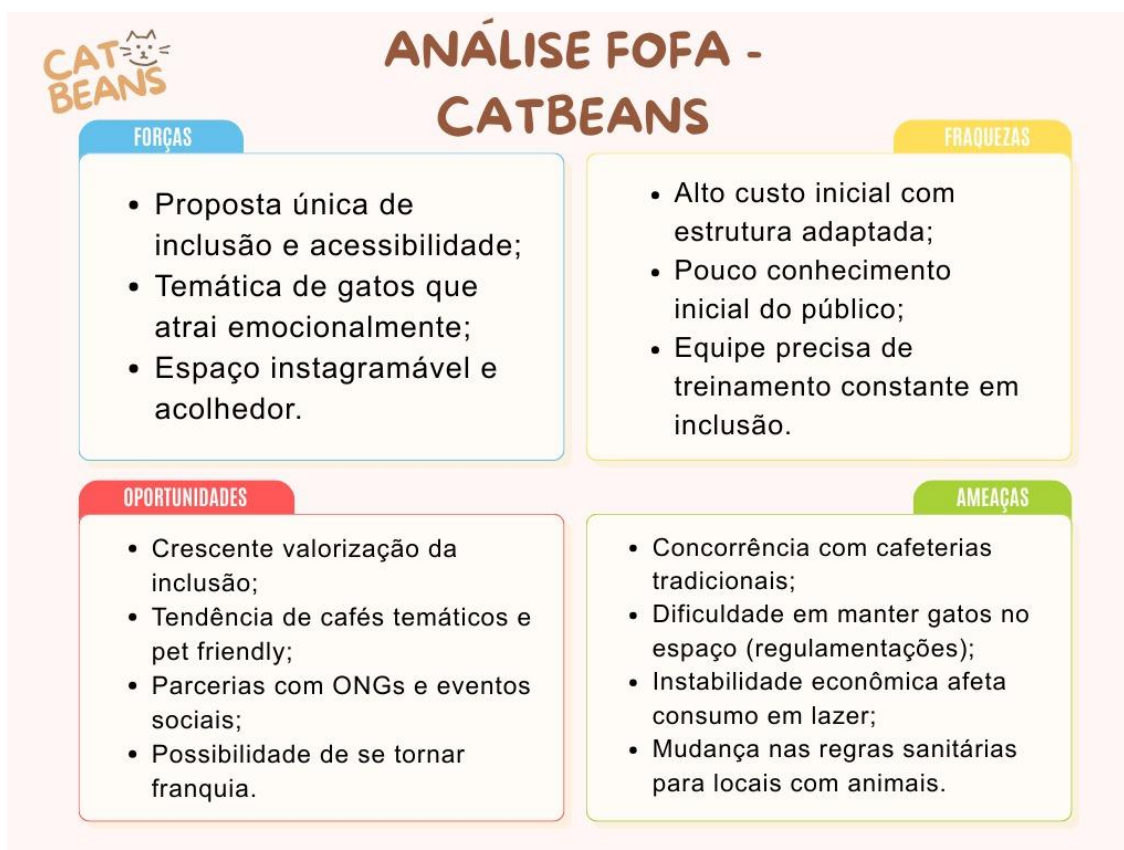 CAT
BEANS
ANÁLISE FOFA -
CATBEANS
FORÇAS
• Proposta única de
inclusão e acessibilidade;
• Temática de gatos que
atrai emocionalmente;
• Espaço instagramável e
acolhedor.
FRAQUEZAS
• Alto custo inicial com
estrutura adaptada;
• Pouco conhecimento
inicial do público;
• Equipe precisa de
treinamento constante em
inclusão.
OPORTUNIDADES
• Crescente valorização da
inclusão;
• Tendência de cafés temáticos e
pet friendly;
• Parcerias com ONGs e eventos
sociais;
• Possibilidade de se tornar
franquia.
AMEAÇAS
• Concorrência com cafeterias
tradicionais;
• Dificuldade em manter gatos no
espaço (regulamentações);
• Instabilidade econômica afeta
consumo em lazer;
• Mudança nas regras sanitárias
para locais com animais.